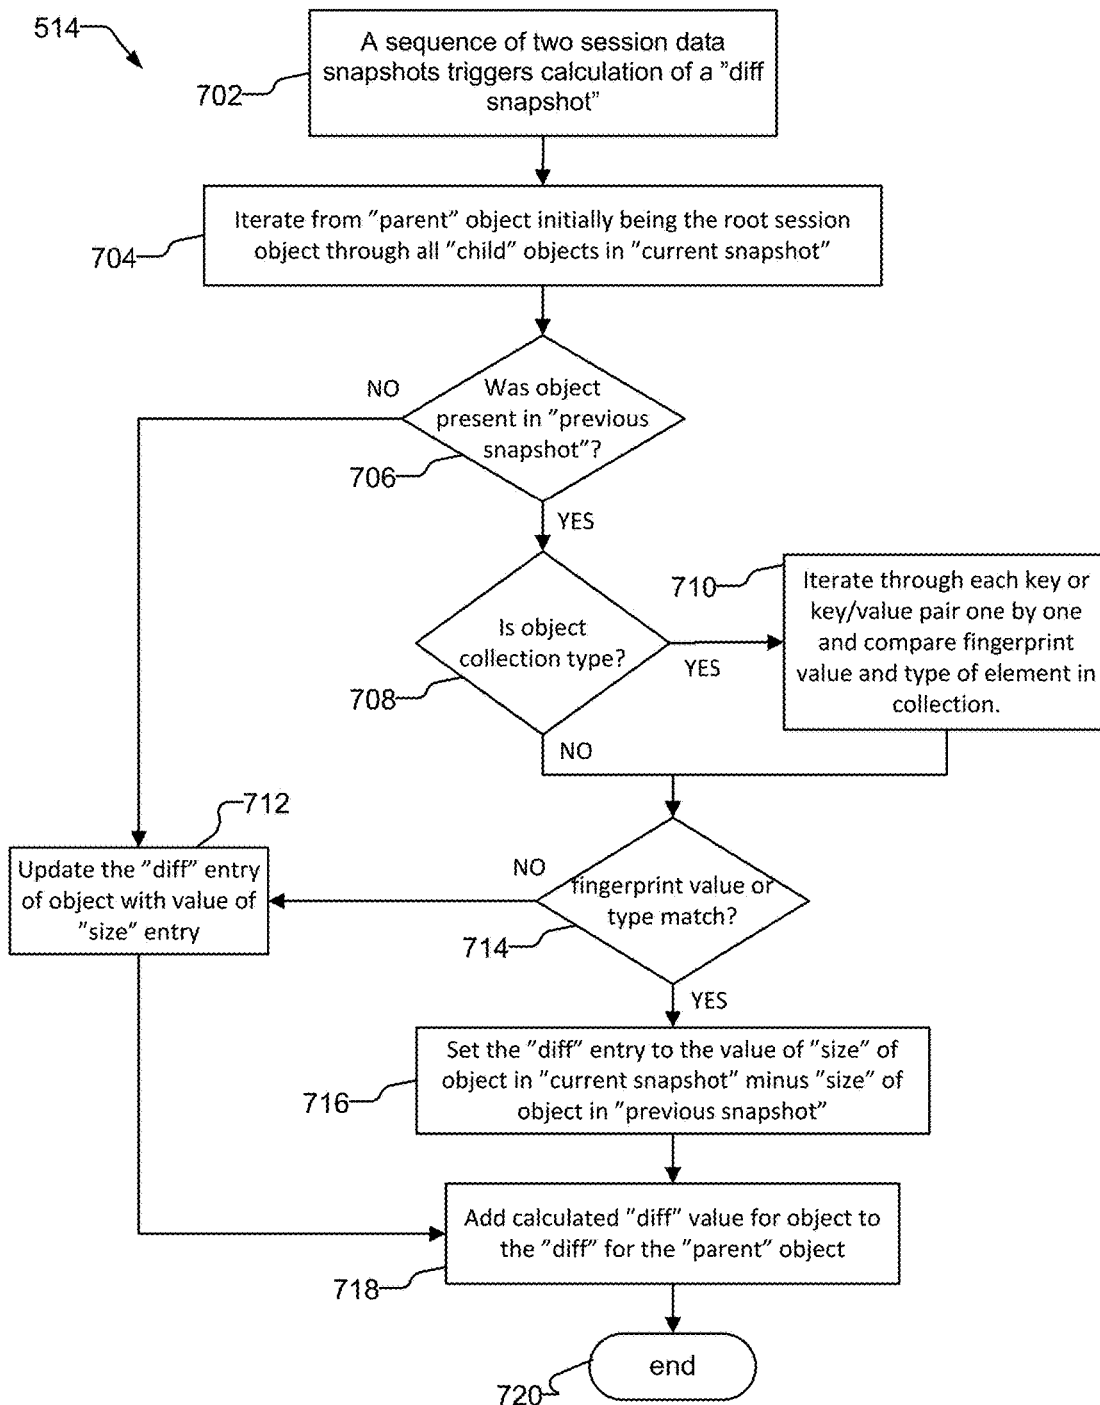 514
A sequence of two session data
snapshots triggers calculation of a ”diff
snapshot”
702
Iterate from ”parent” object initially being the root session
object through all ”child” objects in ”current snapshot”
704
NO
Was object
present in ”previous
snapshot”?
706
YES
710
Iterate through each key or
key/value pair one by one
and compare fingerprint
value and type of element in
collection.
Is object
collection type?
YES
708
NO
712
Update the ”diff” entry
of object with value of
”size” entry
NO
fingerprint value or
type match?
714
YES
Set the ”diff” entry to the value of ”size” of
object in ”current snapshot” minus ”size” of
object in ”previous snapshot”
716
Add calculated ”diff” value for object to
the ”diff” for the ”parent” object
718
end
720